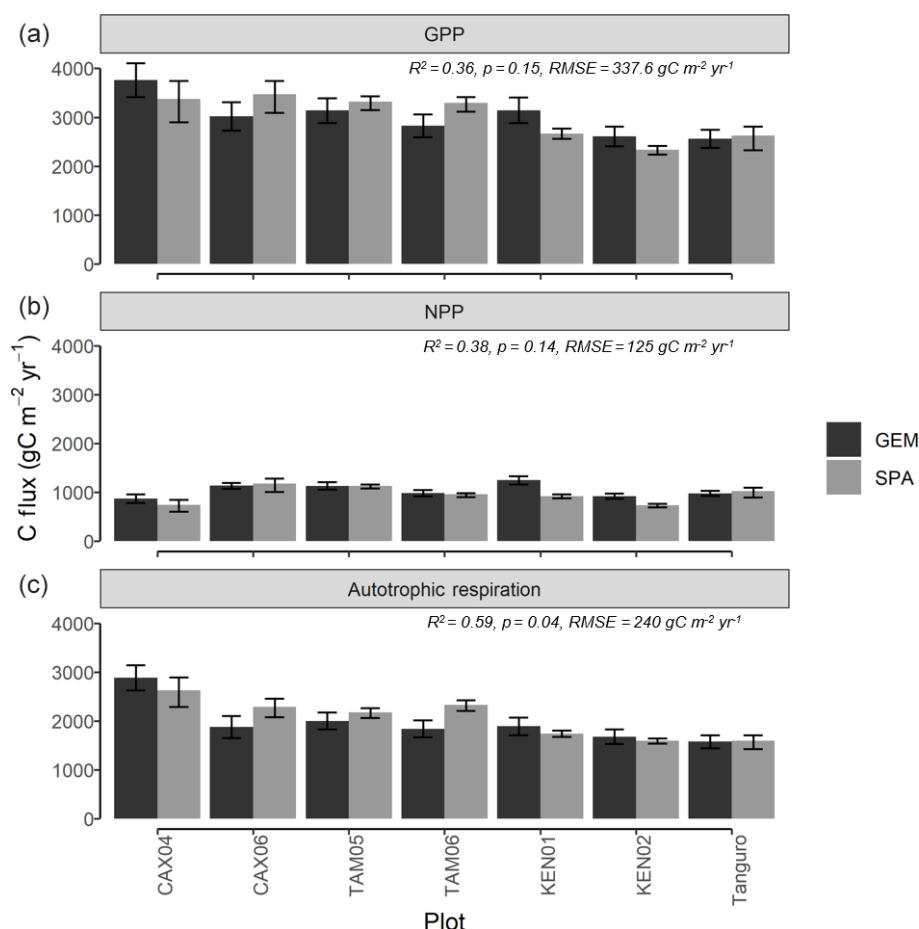 (a)
GPP
R² = 0.36, p = 0.15, RMSE = 337.6 gC m⁻² yr⁻¹
4000
3000
2000
1000
0
(b)
NPP
R² = 0.38, p = 0.14, RMSE = 125 gC m⁻² yr⁻¹
4000
3000
2000
1000
0
C flux (gC m⁻² yr⁻¹)
GEM
SPA
(c)
Autotrophic respiration
R² = 0.59, p = 0.04, RMSE = 240 gC m⁻² yr⁻¹
4000
3000
2000
1000
0
CAX04
CAX06
TAM05
TAM06
KEN01
KEN02
Tanguro
Plot